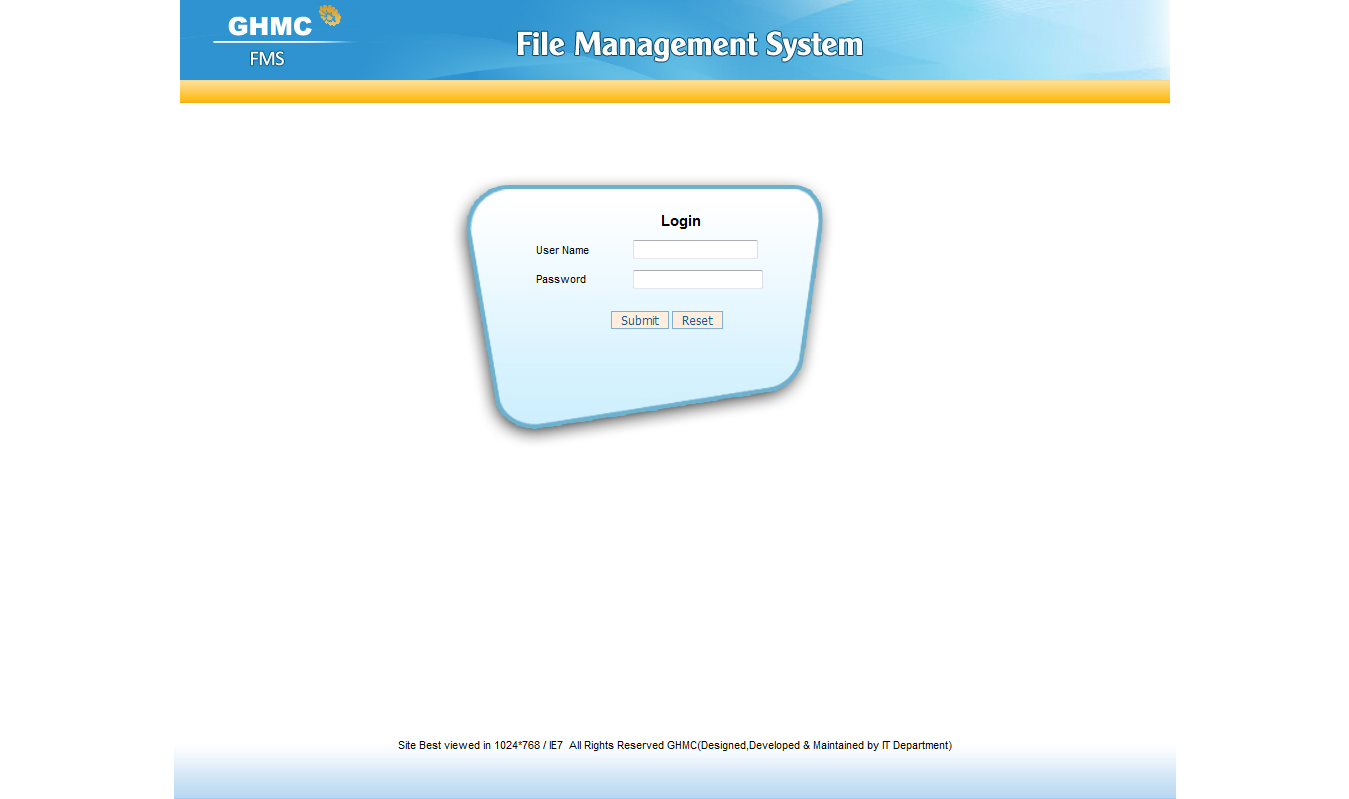 GHMC
FMS
File Management System
Login
User Name
Password
Submit Reset
Site Best viewed in 1024*768 / IE7 All Rights Reserved GHMC(Designed,Developed & Maintained by IT Department)